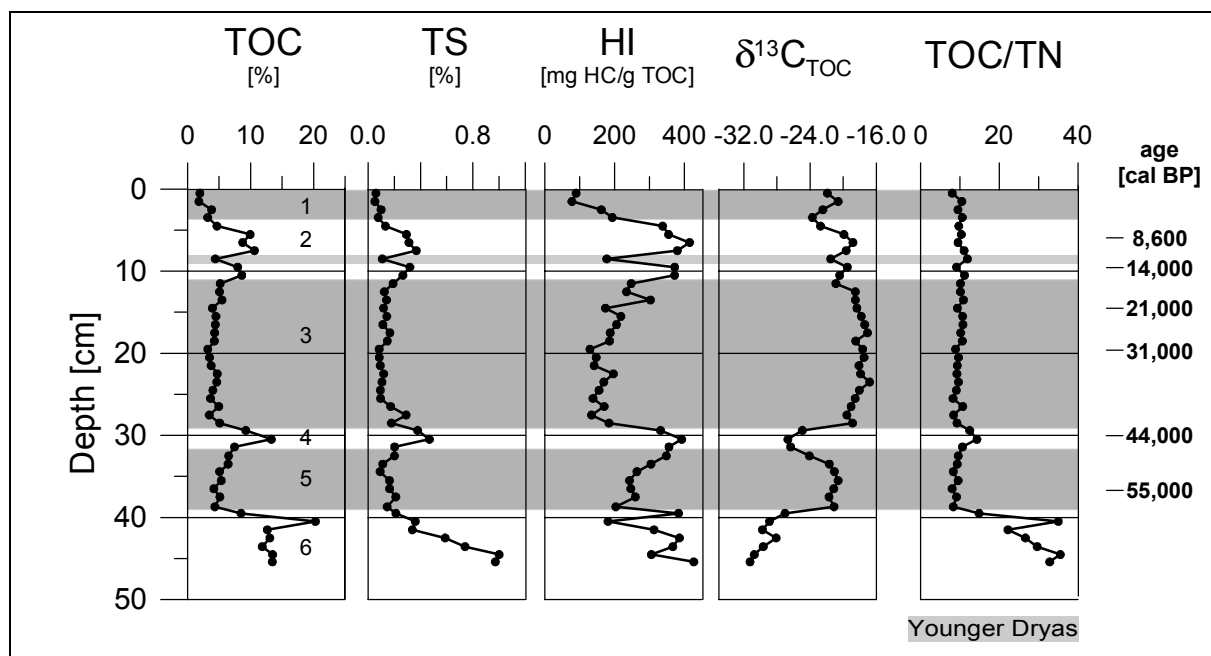 TOC TS HI δ¹³C_TOC TOC/TN
[%] [%] [mg HC/g TOC]
0 10 20 0.0 0.8 0 200 400 -32.0 -24.0 -16.0 0 20 40
age
[cal BP]
0
1
2 8,600
10 14,000
21,000
3
20 31,000
30 4 44,000
5 55,000
40
6
50
Depth [cm]
Younger Dryas